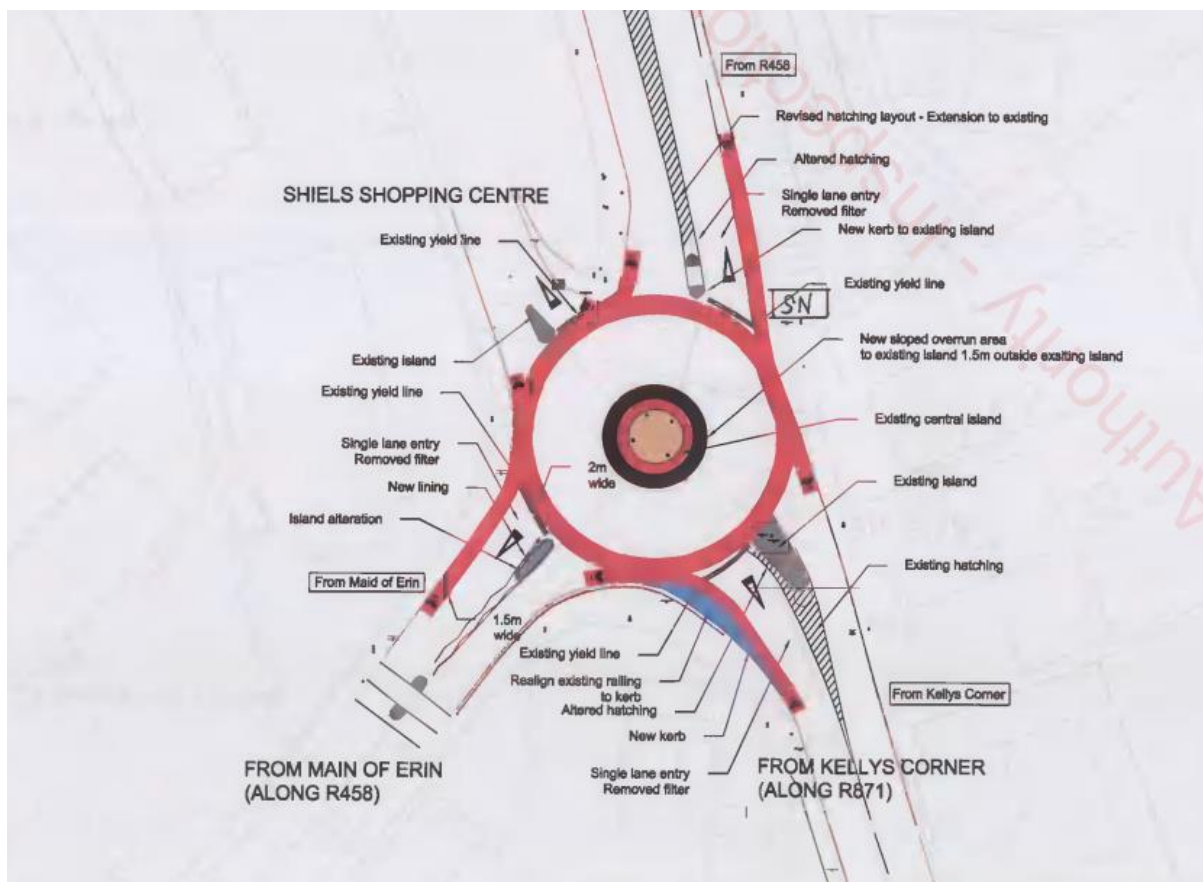 From R458
Revised hatching layout - Extension to existing
Altered hatching
SHIELS SHOPPING CENTRE
Single lane entry
Removed filter
Existing yield line
New kerb to existing island
Existing yield line
SN
New sloped overrun area
to existing island 1.5m outside exsiting island
Existing island
Existing yield line
Existing central island
Single lane entry
Removed filter
2m
wide
New lining
Existing island
Island alteration
Existing hatching
From Maid of Erin
1.5m
wide
Existing yield line
Realign existing railing
to kerb
From Kellys Corner
Altered hatching
New kerb
FROM MAIN OF ERIN
(ALONG R458)
FROM KELLYS CORNER
(ALONG R871)
Single lane entry
Removed filter
Authority - Inspection